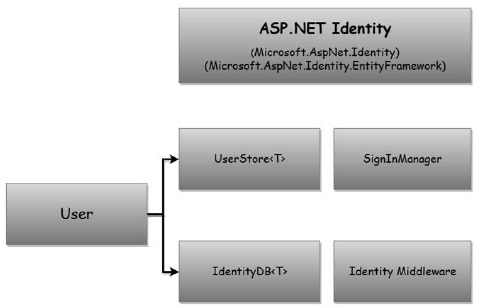 ASP.NET Identity
(Microsoft.AspNet.Identity)
(Microsoft.AspNet.Identity.EntityFramework)
UserStore<T>
SignInManager
User
IdentityDB<T>
Identity Middleware